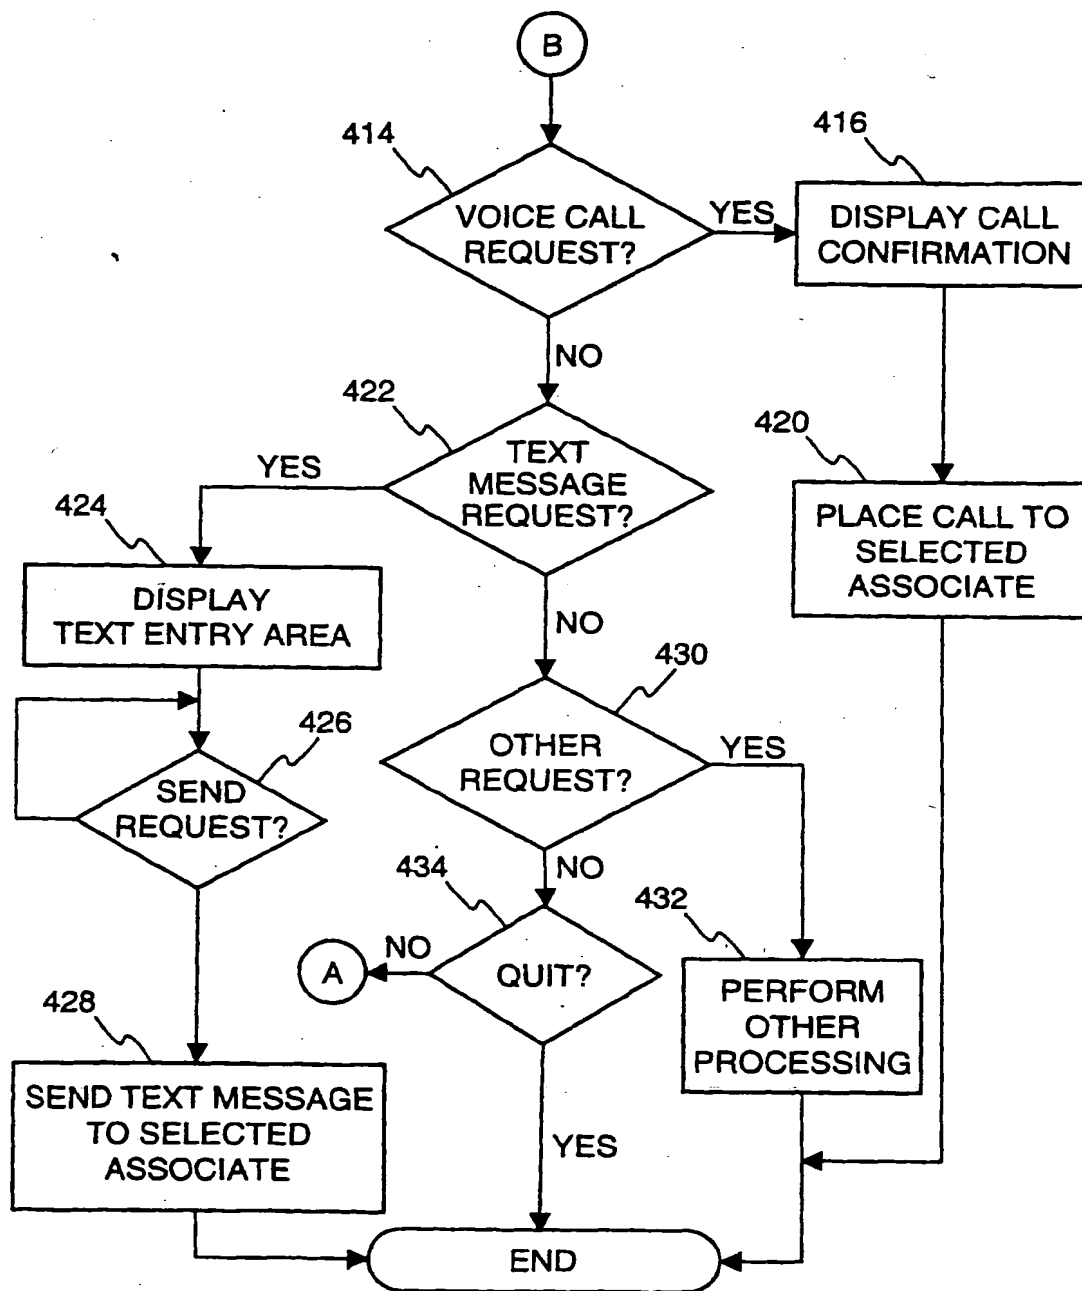 B
414
VOICE CALL
REQUEST?
YES
416
DISPLAY CALL
CONFIRMATION
NO
422
TEXT
MESSAGE
REQUEST?
YES
420
PLACE CALL TO
SELECTED
ASSOCIATE
424
DISPLAY
TEXT ENTRY AREA
NO
430
OTHER
REQUEST?
YES
426
SEND
REQUEST?
NO
434
QUIT?
NO
A
432
PERFORM
OTHER
PROCESSING
428
SEND TEXT MESSAGE
TO SELECTED
ASSOCIATE
YES
END